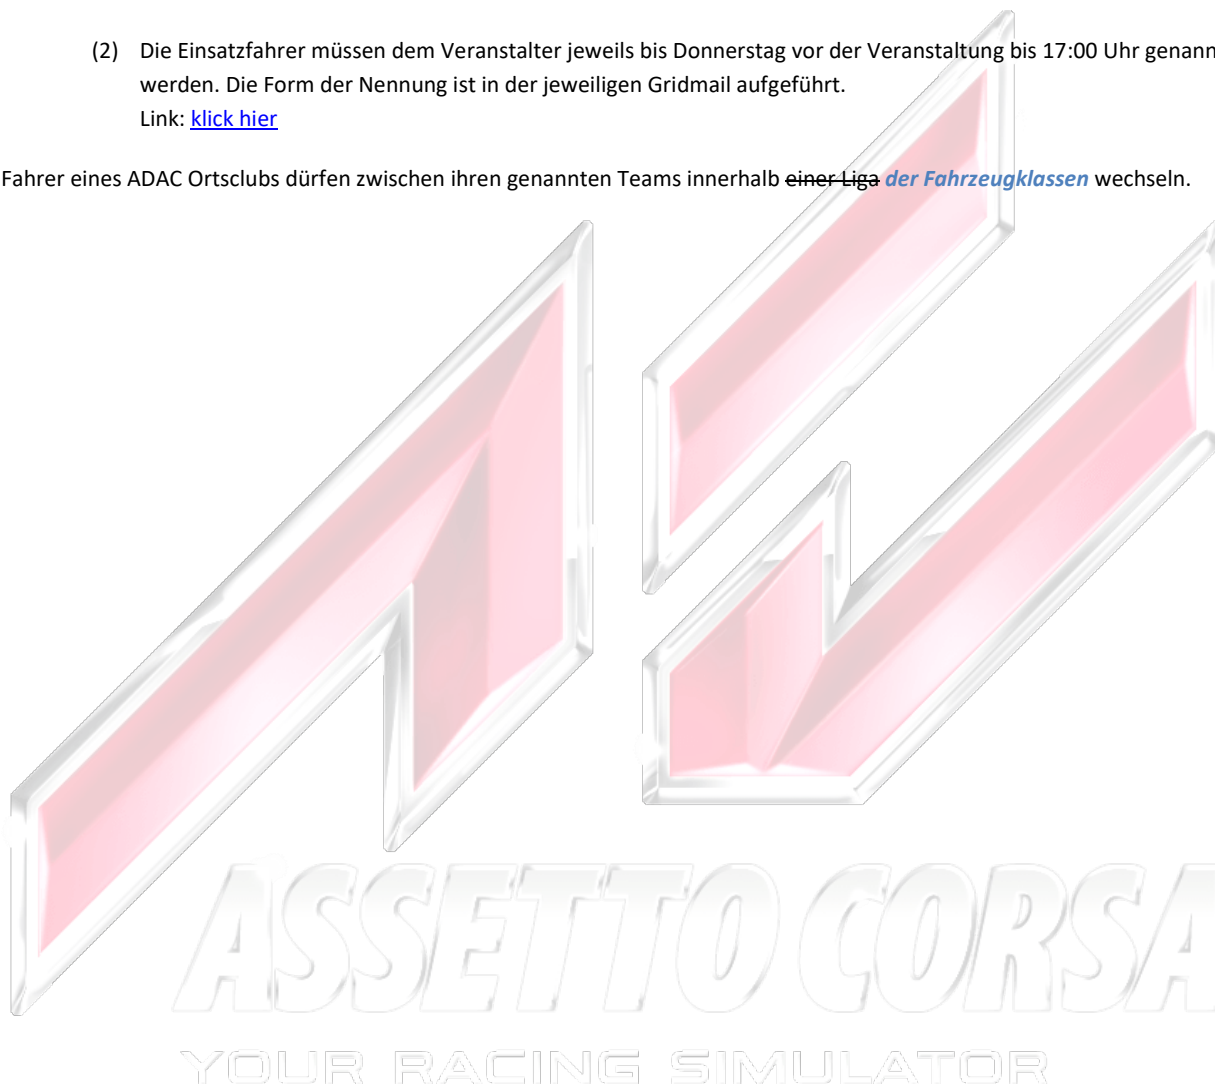 (2) Die Einsatzfahrer müssen dem Veranstalter jeweils bis Donnerstag vor der Veranstaltung bis 17:00 Uhr genann
werden. Die Form der Nennung ist in der jeweiligen Gridmail aufgeführt.
Link: klick hier
Fahrer eines ADAC Ortsclubs dürfen zwischen ihren genannten Teams innerhalb einer Liga der Fahrzeugklassen wechseln.
ASSETTO CORSA
YOUR RACING SIMULATOR